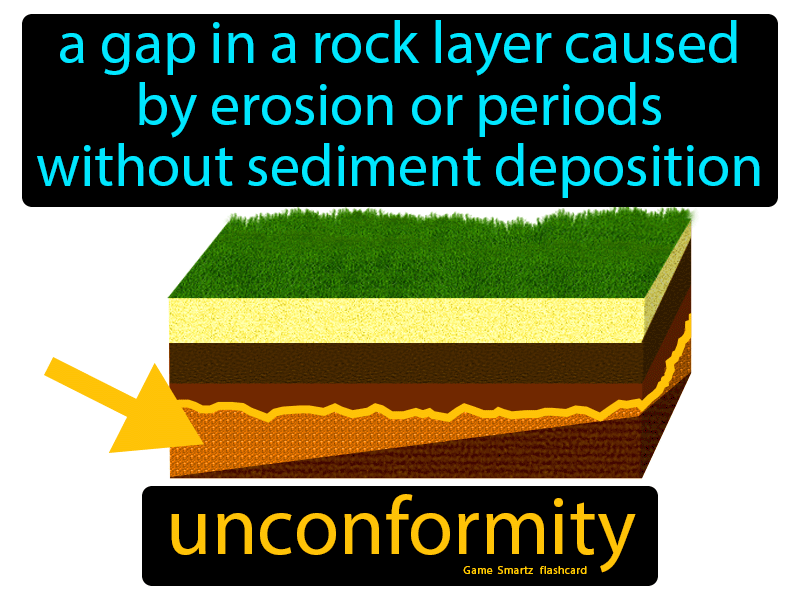 a gap in a rock layer caused
by erosion or periods
without sediment deposition
unconformity
Game Smartz flashcard